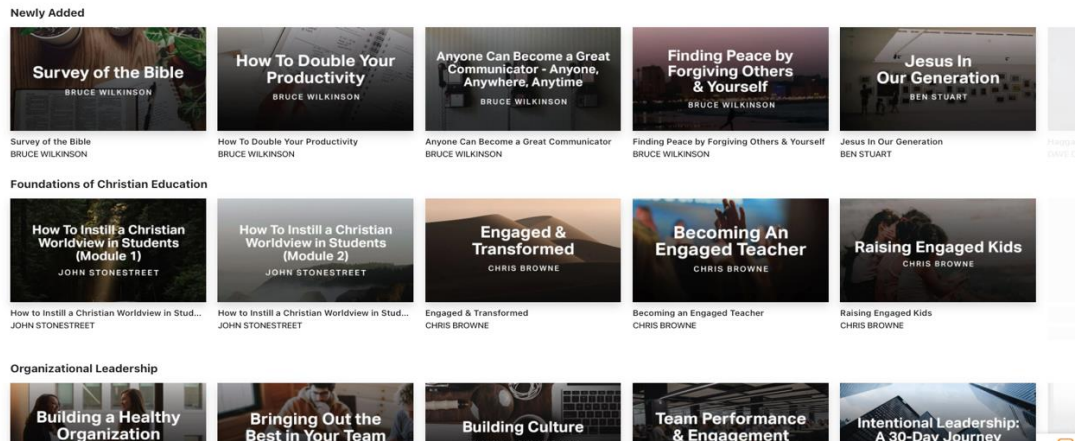 Newly Added
Survey of the Bible
BRUCE WILKINSON
How To Double Your
Productivity
BRUCE WILKINSON
Anyone Can Become a Great
Communicator - Anyone,
Anywhere, Anytime
BRUCE WILKINSON
Finding Peace by
Forgiving Others
& Yourself
BRUCE WILKINSON
Jesus In
Our Generation
BEN STUART
Survey of the Bible
BRUCE WILKINSON
How To Double Your Productivity
BRUCE WILKINSON
Anyone Can Become a Great Communicator
BRUCE WILKINSON
Finding Peace by Forgiving Others & Yourself
BRUCE WILKINSON
Jesus In Our Generation
BEN STUART
Foundations of Christian Education
How To Instill a Christian
Worldview in Students
(Module 1)
JOHN STONESTREET
How To Instill a Christian
Worldview in Students
(Module 2)
JOHN STONESTREET
Engaged &
Transformed
CHRIS BROWNE
Becoming An
Engaged Teacher
CHRIS BROWNE
Raising Engaged Kids
CHRIS BROWNE
How to Instill a Christian Worldview in Stud...
JOHN STONESTREET
How to Instill a Christian Worldview in Stud...
JOHN STONESTREET
Engaged & Transformed
CHRIS BROWNE
Becoming an Engaged Teacher
CHRIS BROWNE
Raising Engaged Kids
CHRIS BROWNE
Organizational Leadership
Building a Healthy
Organization
Bringing Out the
Best in Your Team
Building Culture
Team Performance
& Engagement
Intentional Leadership:
A 30-Day Journey